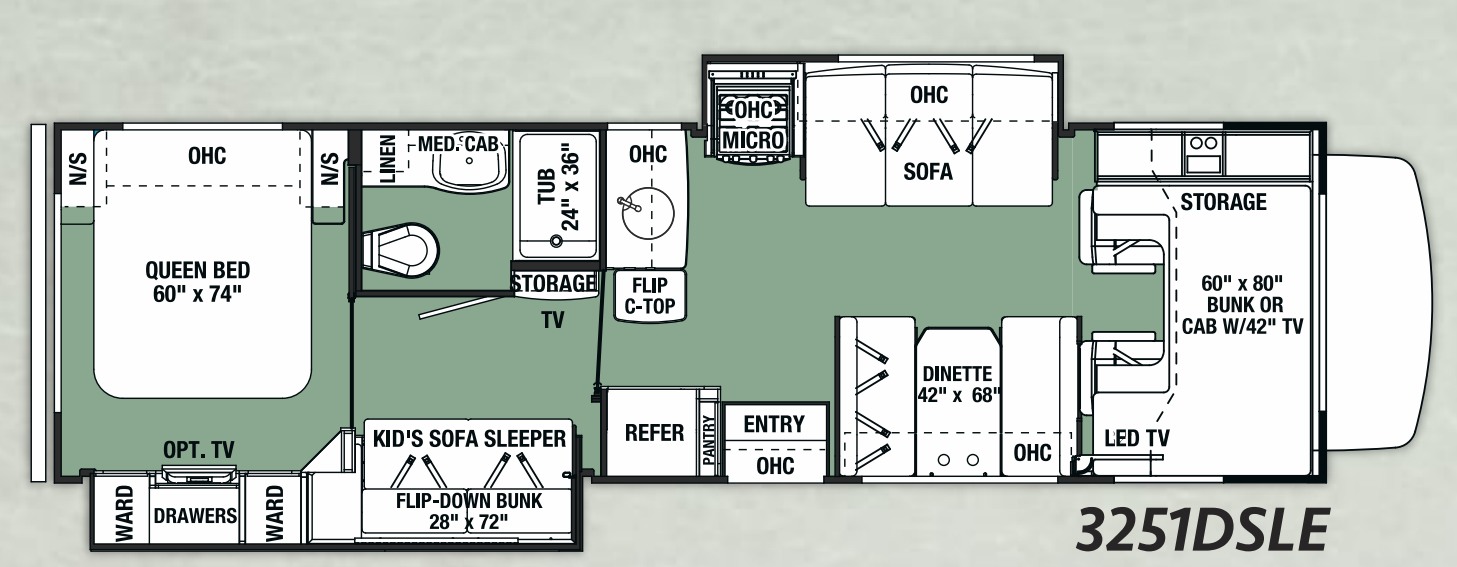 N/S
OHC
N/S
QUEEN BED
60" x 74"
OPT. TV
WARD
DRAWERS
WARD
LINEN
MED. CAB
TUB
24" x 36"
STORAGE
TV
KID'S SOFA SLEEPER
FLIP-DOWN BUNK
28" x 72"
OHC
FLIP
C-TOP
REFER
PANTRY
ENTRY
OHC
OHC
MICRO
OHC
SOFA
DINETTE
42" x 68"
OHC
LED TV
STORAGE
60" x 80"
BUNK OR
CAB W/42" TV
3251DSLE